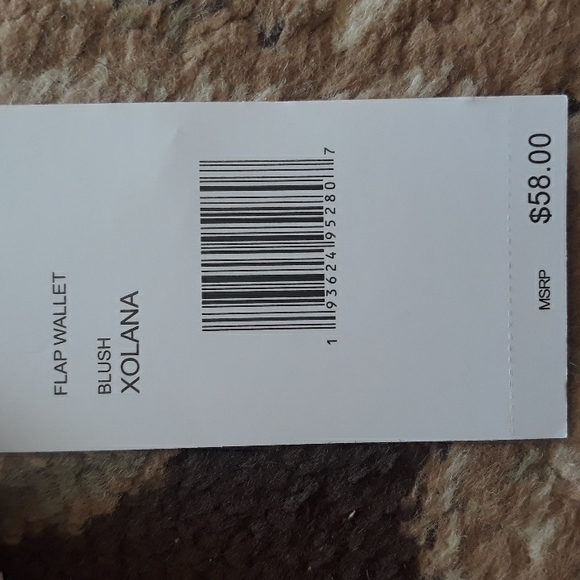 FLAP WALLET
BLUSH
XOLANA
1 93624 95280 7
MSRP $58.00